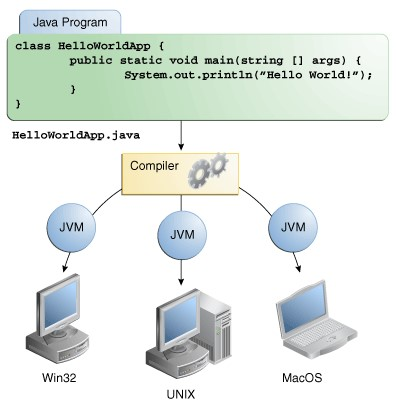 Java Program
class HelloWorldApp {
public static void main(string [] args) {
System.out.println(”Hello World!”);
}
}
HelloWorldApp.java
Compiler
JVM
JVM
JVM
Win32
UNIX
MacOS